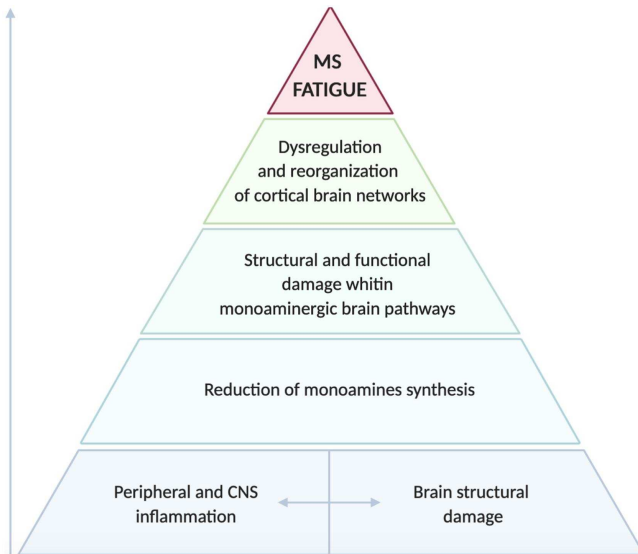 MS
FATIGUE
Dysregulation
and reorganization
of cortical brain networks
Structural and functional
damage whitin
monoaminergic brain pathways
Reduction of monoamines synthesis
Peripheral and CNS
inflammation
Brain structural
damage